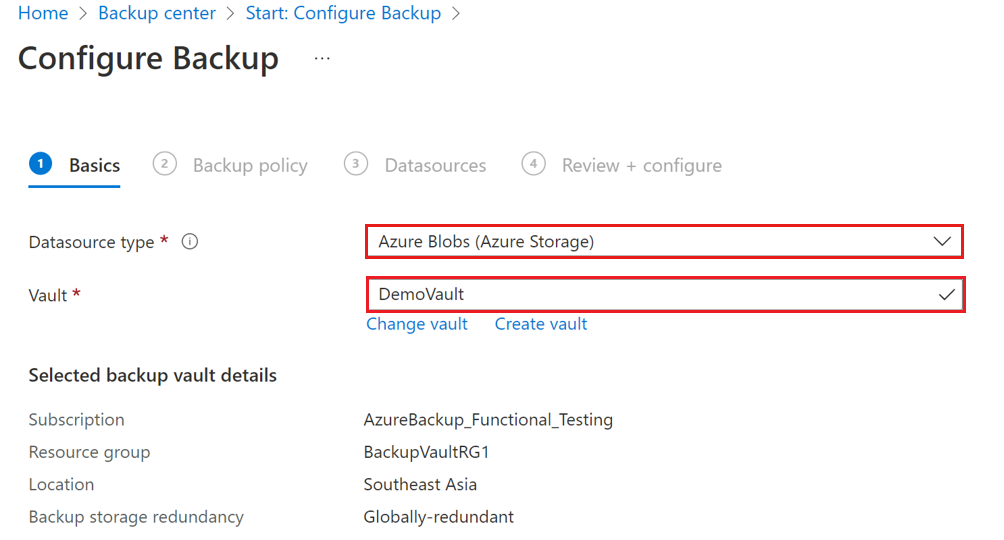 Home > Backup center > Start: Configure Backup >
Configure Backup ...
1 Basics 2 Backup policy 3 Datasources 4 Review + configure
Datasource type * Azure Blobs (Azure Storage)
Vault * DemoVault
Change vault Create vault
Selected backup vault details
Subscription AzureBackup_Functional_Testing
Resource group BackupVaultRG1
Location Southeast Asia
Backup storage redundancy Globally-redundant